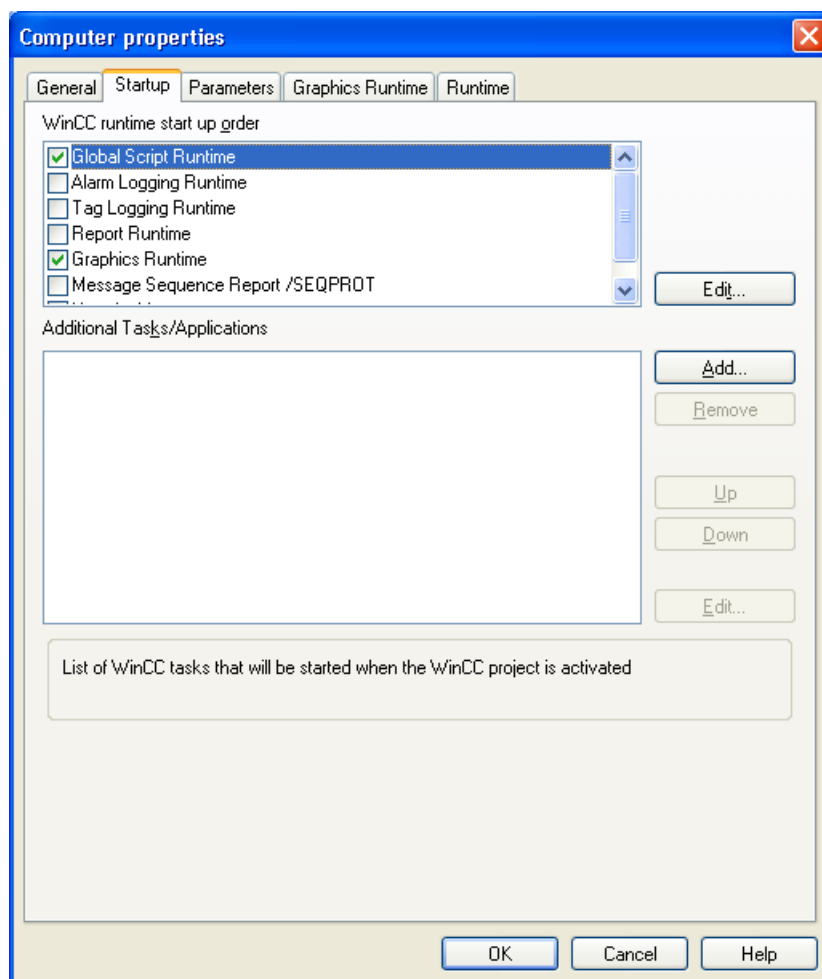 Computer properties
General Startup Parameters Graphics Runtime Runtime
WinCC runtime start up order
Global Script Runtime
Alarm Logging Runtime
Tag Logging Runtime
Report Runtime
Graphics Runtime
Message Sequence Report /SEQPROT
Edit...
Additional Tasks/Applications
Add...
Remove
Up
Down
Edit...
List of WinCC tasks that will be started when the WinCC project is activated
OK Cancel Help